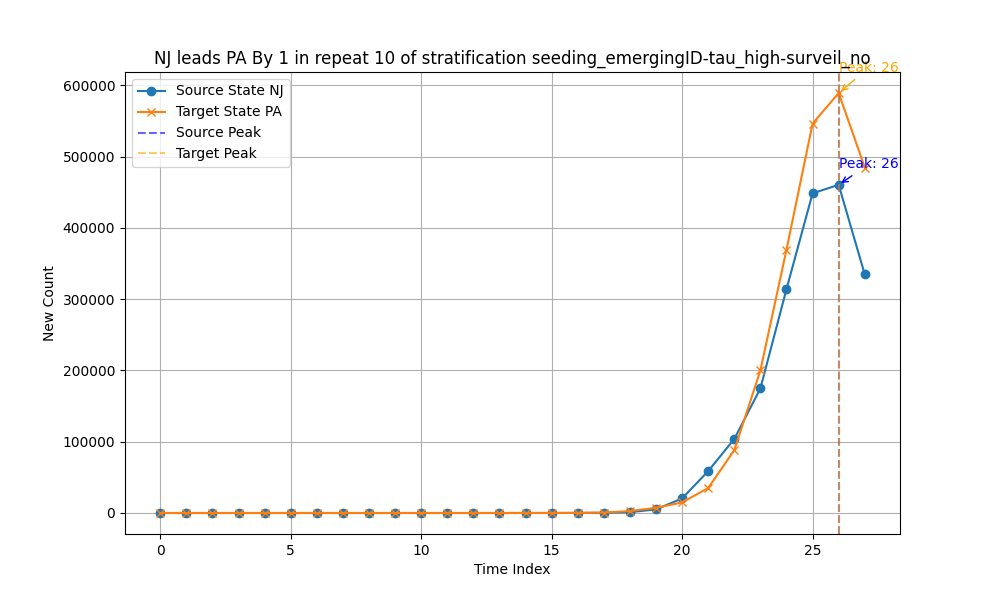 NJ leads PA By 1 in repeat 10 of stratification seeding_emergingID-tau_high-surveil_no
Peak: 26
600000
500000
400000
300000
200000
100000
0
New Count
Source State NJ
Target State PA
Source Peak
Target Peak
Peak: 26
0 5 10 15 20 25
Time Index